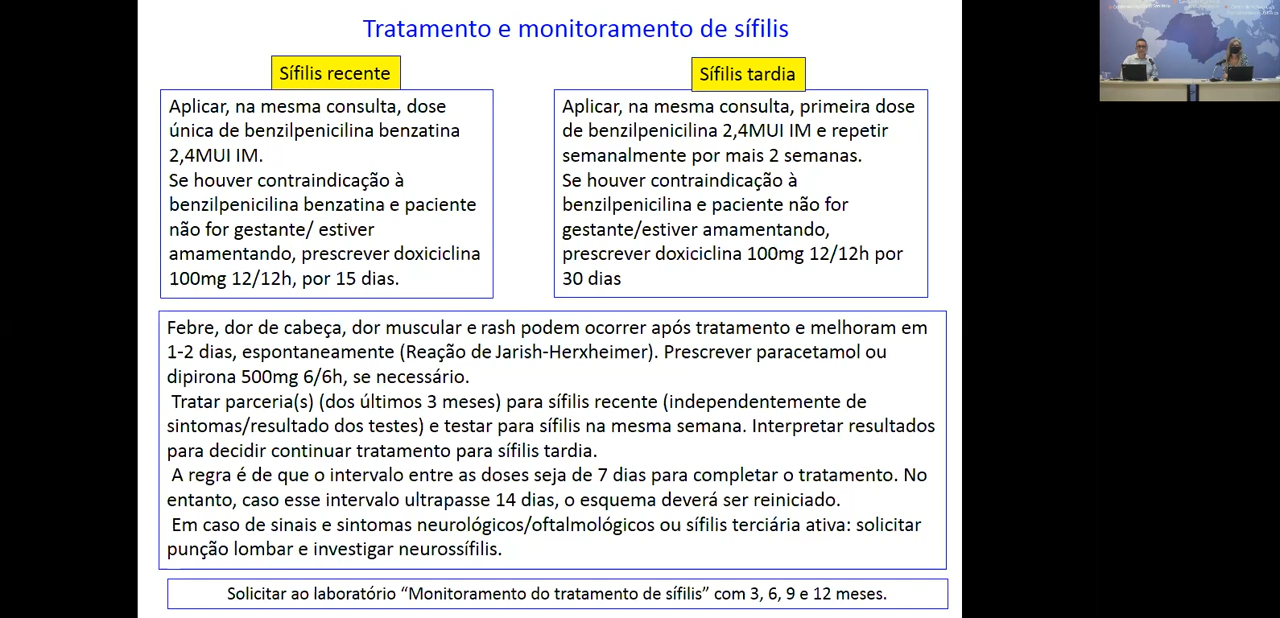 Tratamento e monitoramento de sífilis
Sífilis recente
Aplicar, na mesma consulta, dose
única de benzilpenicilina benzatina
2,4MUI IM.
Se houver contraindicação à
benzilpenicilina benzatina e paciente
não for gestante/ estiver
amamentando, prescrever doxiciclina
100mg 12/12h, por 15 dias.
Sífilis tardia
Aplicar, na mesma consulta, primeira dose
de benzilpenicilina 2,4MUI IM e repetir
semanalmente por mais 2 semanas.
Se houver contraindicação à
benzilpenicilina e paciente não for
gestante/estiver amamentando,
prescrever doxiciclina 100mg 12/12h por
30 dias
Febre, dor de cabeça, dor muscular e rash podem ocorrer após tratamento e melhoram em
1-2 dias, espontaneamente (Reação de Jarish-Herxheimer). Prescrever paracetamol ou
dipirona 500mg 6/6h, se necessário.
Tratar parceria(s) (dos últimos 3 meses) para sífilis recente (independentemente de
sintomas/resultado dos testes) e testar para sífilis na mesma semana. Interpretar resultados
para decidir continuar tratamento para sífilis tardia.
A regra é de que o intervalo entre as doses seja de 7 dias para completar o tratamento. No
entanto, caso esse intervalo ultrapasse 14 dias, o esquema deverá ser reiniciado.
Em caso de sinais e sintomas neurológicos/oftalmológicos ou sífilis terciária ativa: solicitar
punção lombar e investigar neurossífilis.
Solicitar ao laboratório “Monitoramento do tratamento de sífilis” com 3, 6, 9 e 12 meses.